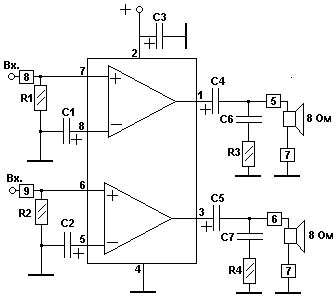 + C3
+
2
Вх. 8 7 + 1 C4 5
R1 + C6 8 Ом
C1
8 −
+ R3 7
Вх. 9 6 + 3 C5 6
R2 + C7 8 Ом
C2
5 −
+ R4 7
4